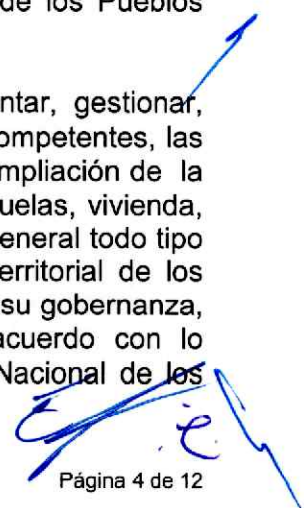 de los Pueblos
ntar, gestionar,
ompetentes, las
mpliación de la
uelas, vivienda,
eneral todo tipo
erritorial de los
su gobernanza,
acuerdo con lo
Nacional de los
Página 4 de 12